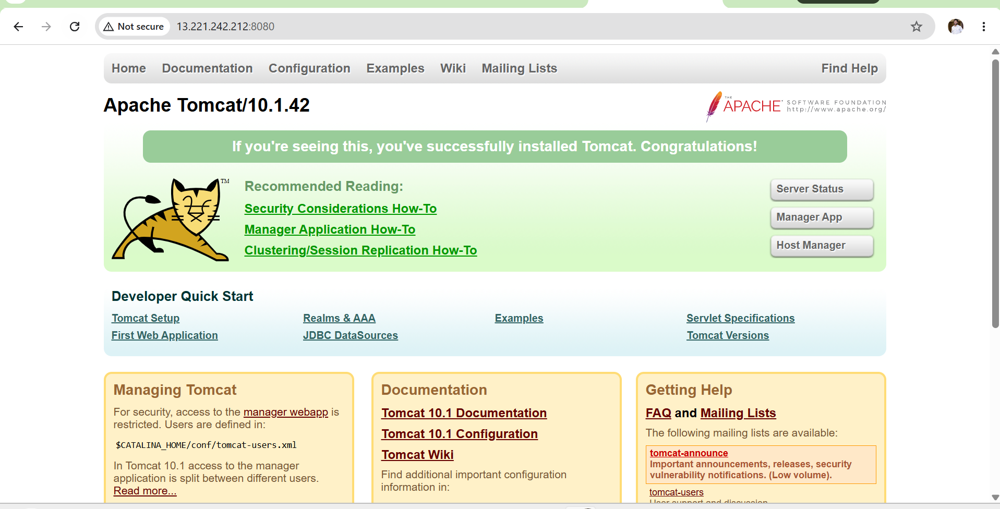 Not secure
13.221.242.212:8080
Home Documentation Configuration Examples Wiki Mailing Lists Find Help
Apache Tomcat/10.1.42
THE APACHE SOFTWARE FOUNDATION
http://www.apache.org/
If you're seeing this, you've successfully installed Tomcat. Congratulations!
TM
Recommended Reading:
Security Considerations How-To
Manager Application How-To
Clustering/Session Replication How-To
Server Status
Manager App
Host Manager
Developer Quick Start
Tomcat Setup
First Web Application
Realms & AAA
JDBC DataSources
Examples
Servlet Specifications
Tomcat Versions
Managing Tomcat
For security, access to the manager webapp is
restricted. Users are defined in:
$CATALINA_HOME/conf/tomcat-users.xml
In Tomcat 10.1 access to the manager
application is split between different users.
Read more...
Documentation
Tomcat 10.1 Documentation
Tomcat 10.1 Configuration
Tomcat Wiki
Find additional important configuration
information in:
Getting Help
FAQ and Mailing Lists
The following mailing lists are available:
tomcat-announce
Important announcements, releases, security
vulnerability notifications. (Low volume).
tomcat-users
User support and discussion